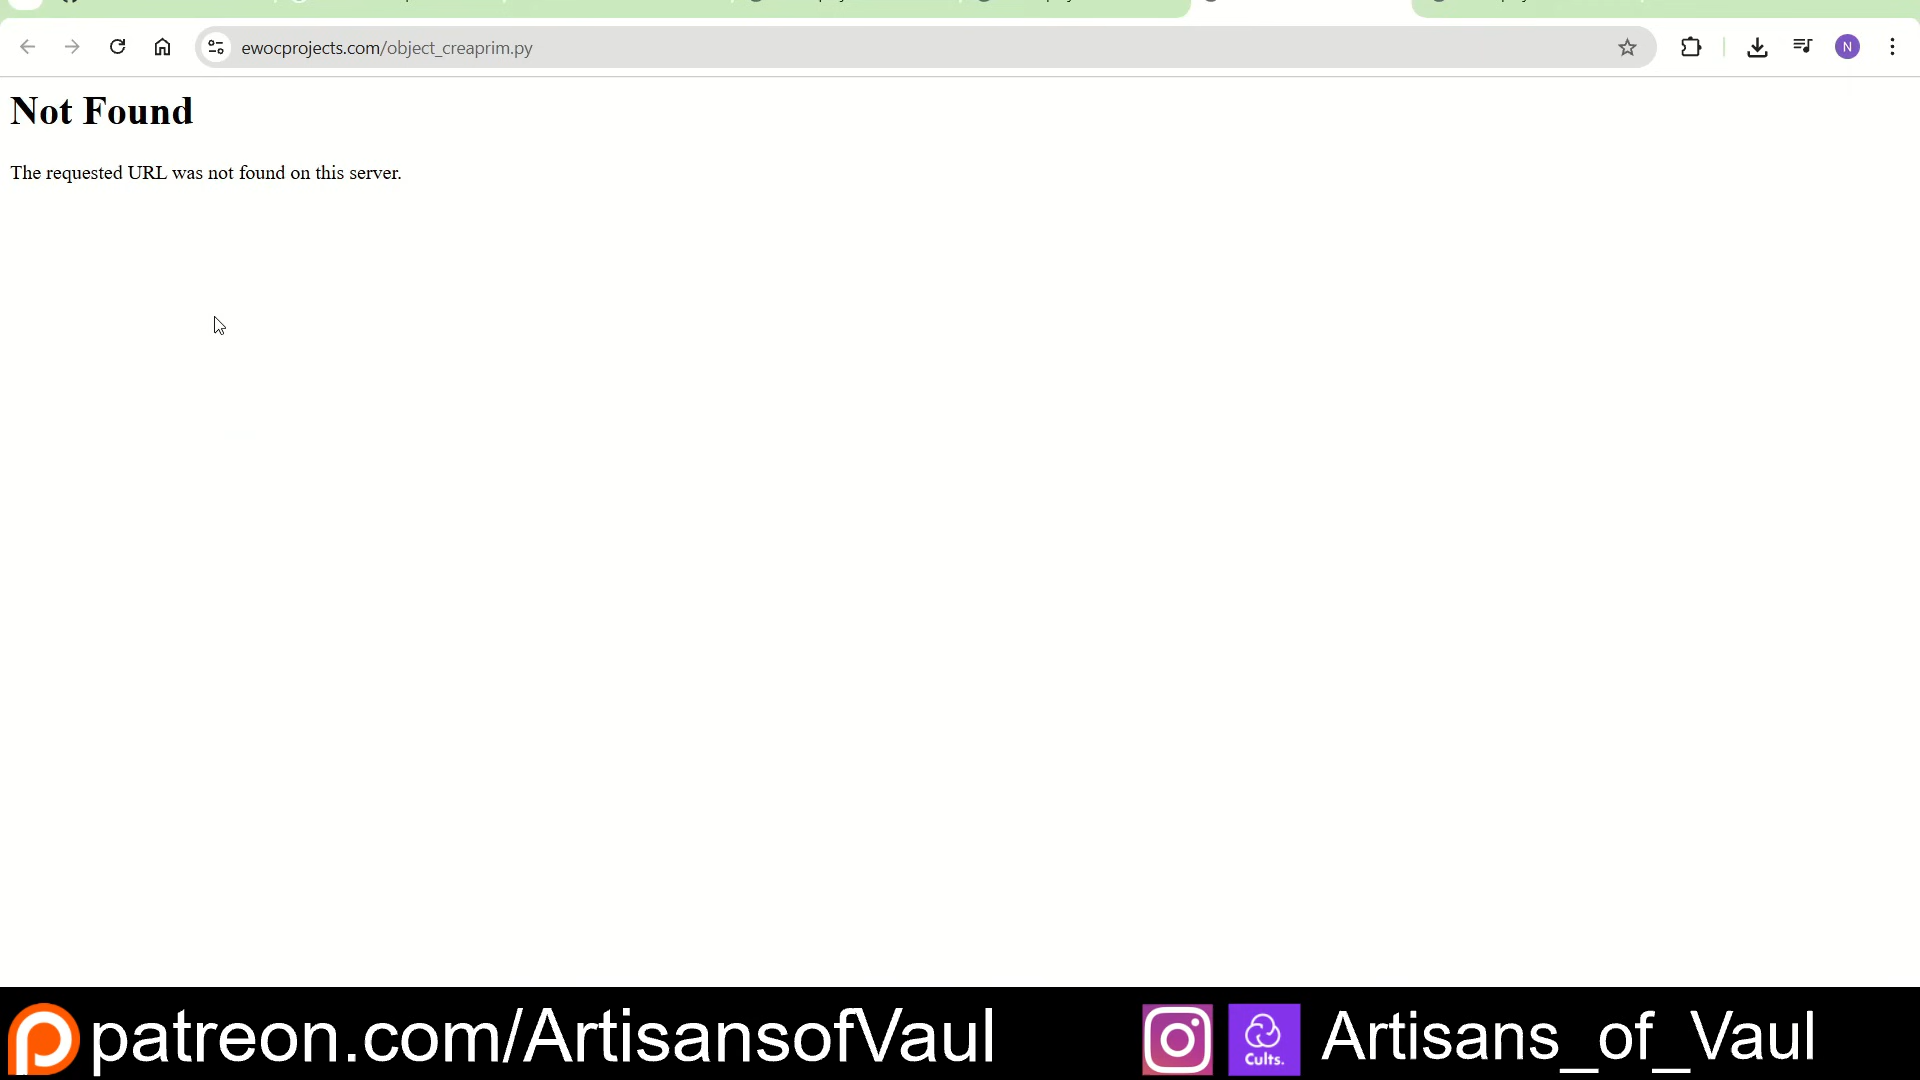 ewocprojects.com/object_creaprim.py
N
Not Found
The requested URL was not found on this server.
patreon.com/ArtisansofVaul
Cults.
Artisans_of_Vaul